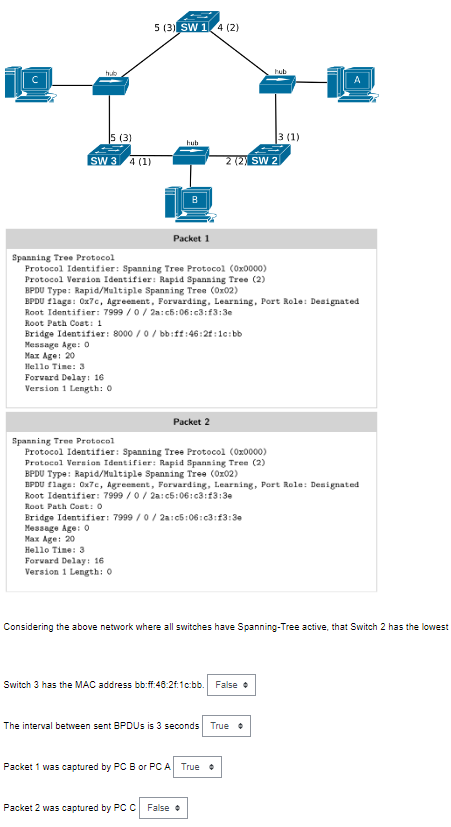 5 (3) SW 1 4 (2)
C hub hub A
5 (3) 3 (1)
hub
SW 3 4 (1) 2 (2) SW 2
B
Packet 1
Spanning Tree Protocol
Protocol Identifier: Spanning Tree Protocol (0x0000)
Protocol Version Identifier: Rapid Spanning Tree (2)
BPDU Type: Rapid/Multiple Spanning Tree (0x02)
BPDU flags: 0x7c, Agreement, Forwarding, Learning, Port Role: Designated
Root Identifier: 7999 / 0 / 2a:c5:06:c3:f3:3e
Root Path Cost: 1
Bridge Identifier: 8000 / 0 / bb:ff:46:2f:1c:bb
Message Age: 0
Max Age: 20
Hello Time: 3
Forward Delay: 16
Version 1 Length: 0
Packet 2
Spanning Tree Protocol
Protocol Identifier: Spanning Tree Protocol (0x0000)
Protocol Version Identifier: Rapid Spanning Tree (2)
BPDU Type: Rapid/Multiple Spanning Tree (0x02)
BPDU flags: 0x7c, Agreement, Forwarding, Learning, Port Role: Designated
Root Identifier: 7999 / 0 / 2a:c5:06:c3:f3:3e
Root Path Cost: 0
Bridge Identifier: 7999 / 0 / 2a:c5:06:c3:f3:3e
Message Age: 0
Max Age: 20
Hello Time: 3
Forward Delay: 16
Version 1 Length: 0
Considering the above network where all switches have Spanning-Tree active, that Switch 2 has the lowest
Switch 3 has the MAC address bb:ff:46:2f:1c:bb. False
The interval between sent BPDUs is 3 seconds True
Packet 1 was captured by PC B or PC A True
Packet 2 was captured by PC C False